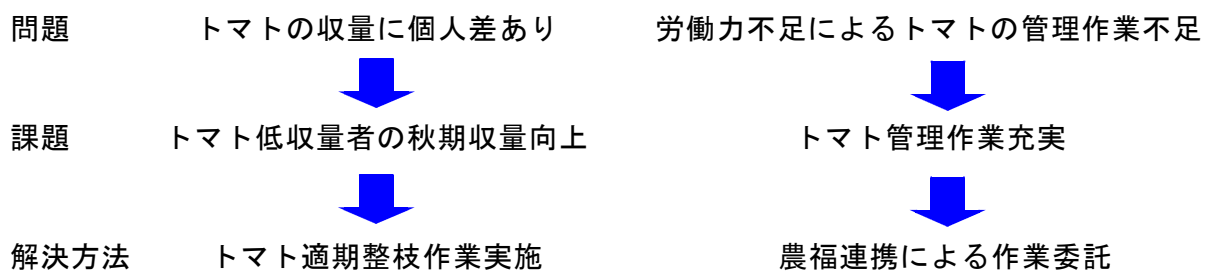 問題 トマトの収量に個人差あり 労働力不足によるトマトの管理作業不足
課題 トマト低収量者の秋期収量向上 トマト管理作業充実
解決方法 トマト適期整枝作業実施 農福連携による作業委託